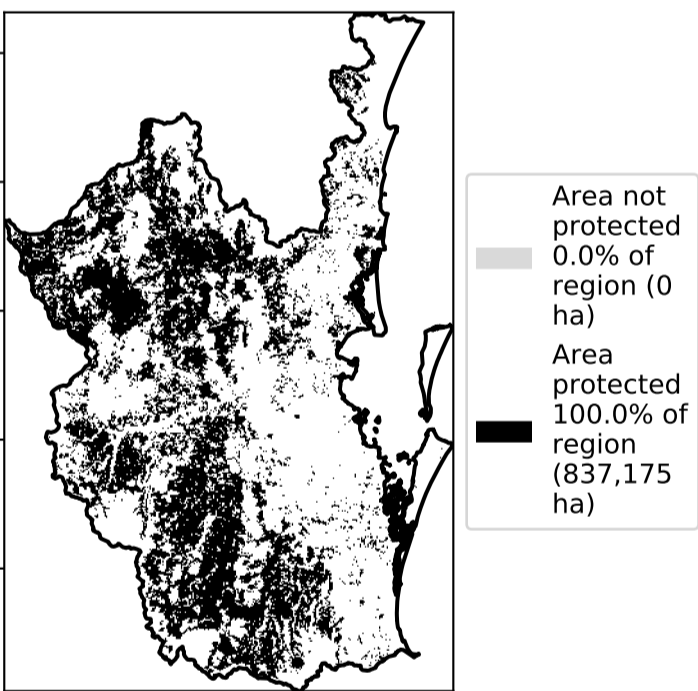 Area not
protected
0.0% of
region (0
ha)
Area
protected
100.0% of
region
(837,175
ha)